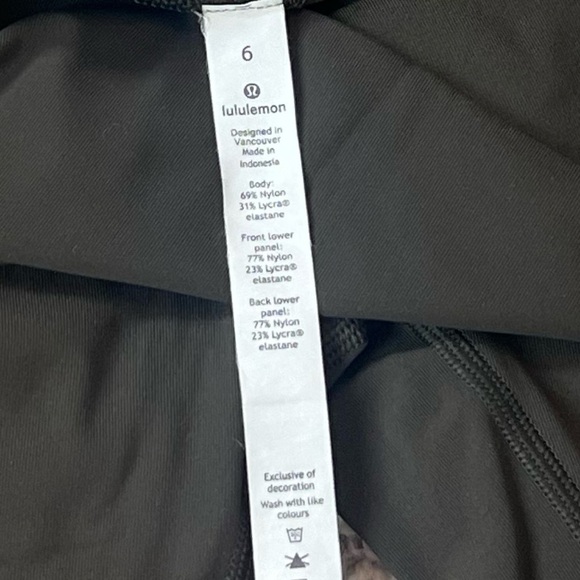 6
lululemon
Designed in
Vancouver
Made in
Indonesia
Body:
69% Nylon
31% Lycra®
elastane
Front lower
panel:
77% Nylon
23% Lycra®
elastane
Back lower
panel:
77% Nylon
23% Lycra®
elastane
Exclusive of
decoration
Wash with like
colours